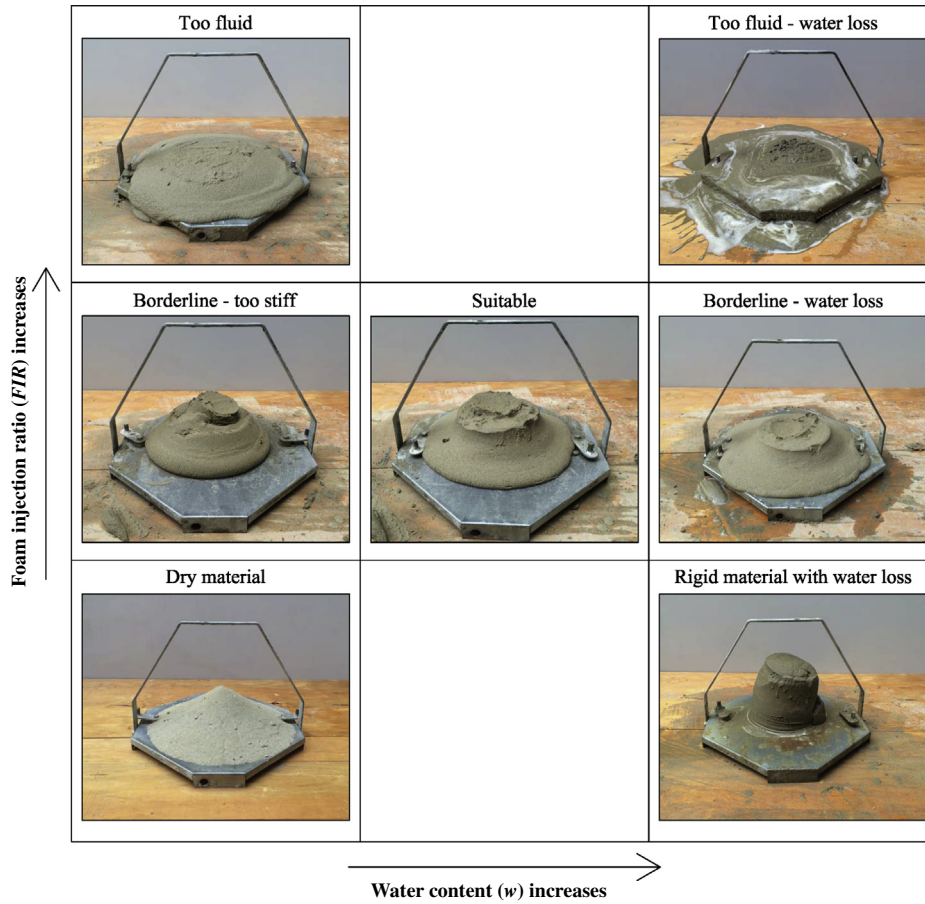 Too fluid
Too fluid - water loss
Borderline - too stiff
Suitable
Borderline - water loss
Dry material
Rigid material with water loss
Foam injection ratio (FIR) increases
Water content (w) increases